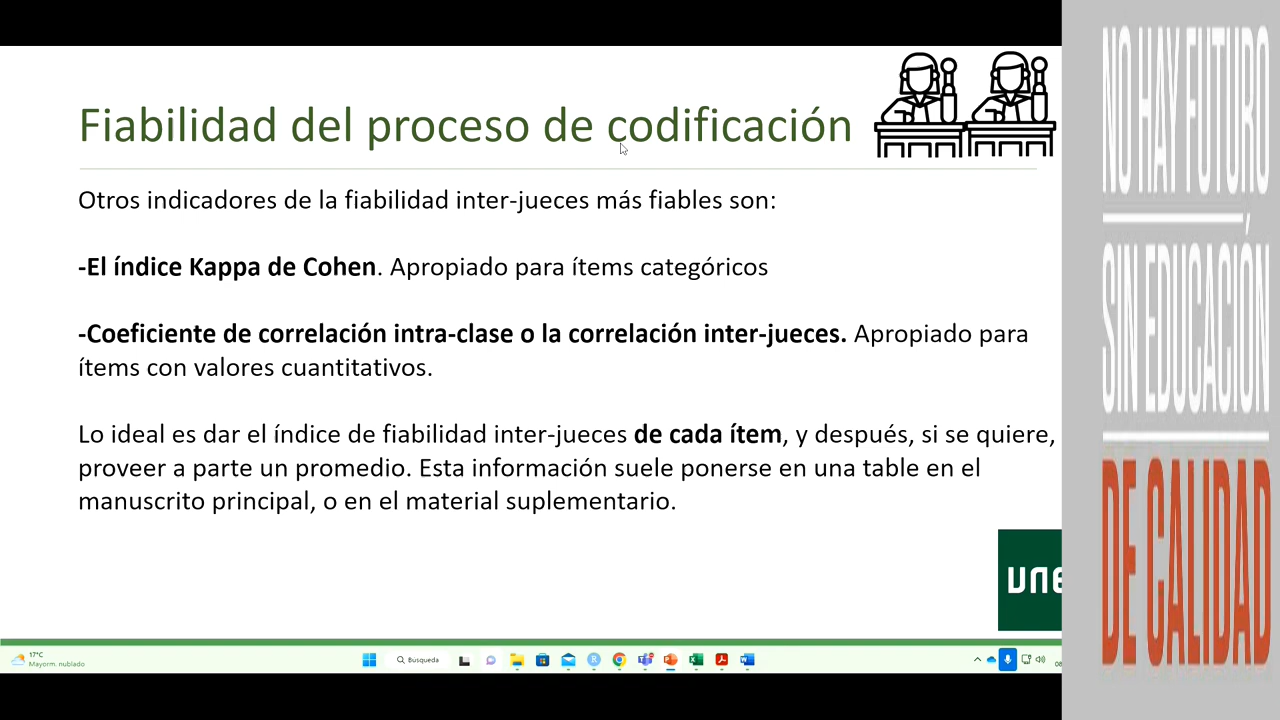 Fiabilidad del proceso de codificación
Otros indicadores de la fiabilidad inter-jueces más fiables son:
-El índice Kappa de Cohen. Apropiado para ítems categóricos
-Coeficiente de correlación intra-clase o la correlación inter-jueces. Apropiado para
ítems con valores cuantitativos.
Lo ideal es dar el índice de fiabilidad inter-jueces de cada ítem, y después, si se quiere,
proveer a parte un promedio. Esta información suele ponerse en una table en el
manuscrito principal, o en el material suplementario.
17°C
Mayorm. nublado
Busqueda
NO HAY FUTURO
SIN EDUCACIÓN
DE CALIDAD